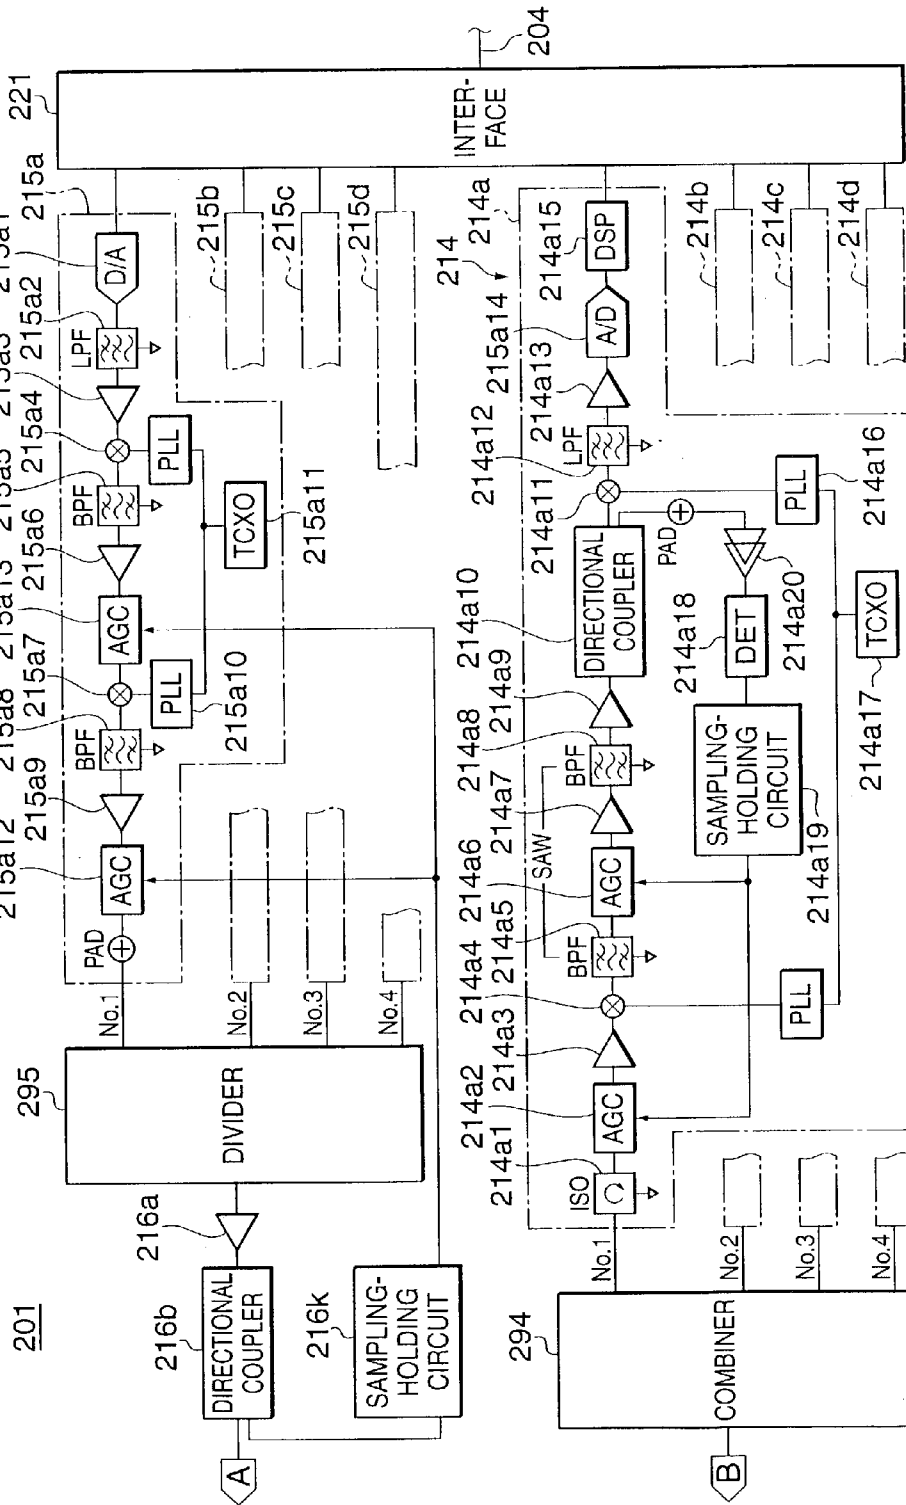 201
A
DIRECTIONAL
COUPLER
216b
216a
DIVIDER
295
No.1
No.2
No.3
No.4
SAMPLING-
HOLDING
CIRCUIT
216k
PAD
AGC
215a12
215a9
BPF
215a8
215a7
AGC
215a13
215a6
BPF
215a5
215a4
215a3
LPF
215a2
D/A
215a1
215a
221
PLL
215a10
PLL
TCXO
215a11
215b
215c
215d
INTER-
FACE
204
B
COMBINER
294
No.1
No.2
No.3
No.4
ISO
214a1
AGC
214a2
214a3
214a4
BPF
214a5
SAW
AGC
214a6
214a7
BPF
214a8
214a9
DIRECTIONAL
COUPLER
214a10
214a11
LPF
214a12
214a13
A/D
215a14
DSP
214a15
214
214a
PLL
PAD
PLL
214a16
214a20
DET
214a18
SAMPLING-
HOLDING
CIRCUIT
214a19
TCXO
214a17
214b
214c
214d